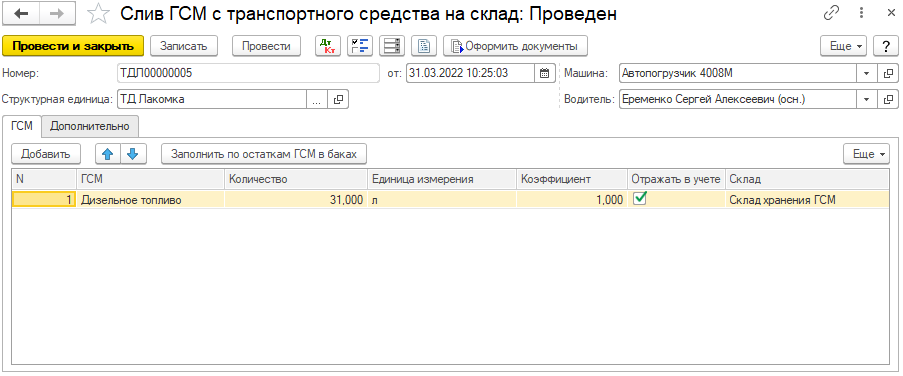 Слив ГСМ с транспортного средства на склад: Проведен
Провести и закрыть Записать Провести Дт Кт Оформить документы Еще ?
Номер: ТДЛ00000005 от: 31.03.2022 10:25:03 Машина: Автопогрузчик 4008М
Структурная единица: ТД Лакомка ... Водитель: Еременко Сергей Алексеевич (осн.)
ГСМ Дополнительно
Добавить Заполнить по остаткам ГСМ в баках Еще
N ГСМ Количество Единица измерения Коэффициент Отражать в учете Склад
1 Дизельное топливо 31,000 л 1,000 Склад хранения ГСМ